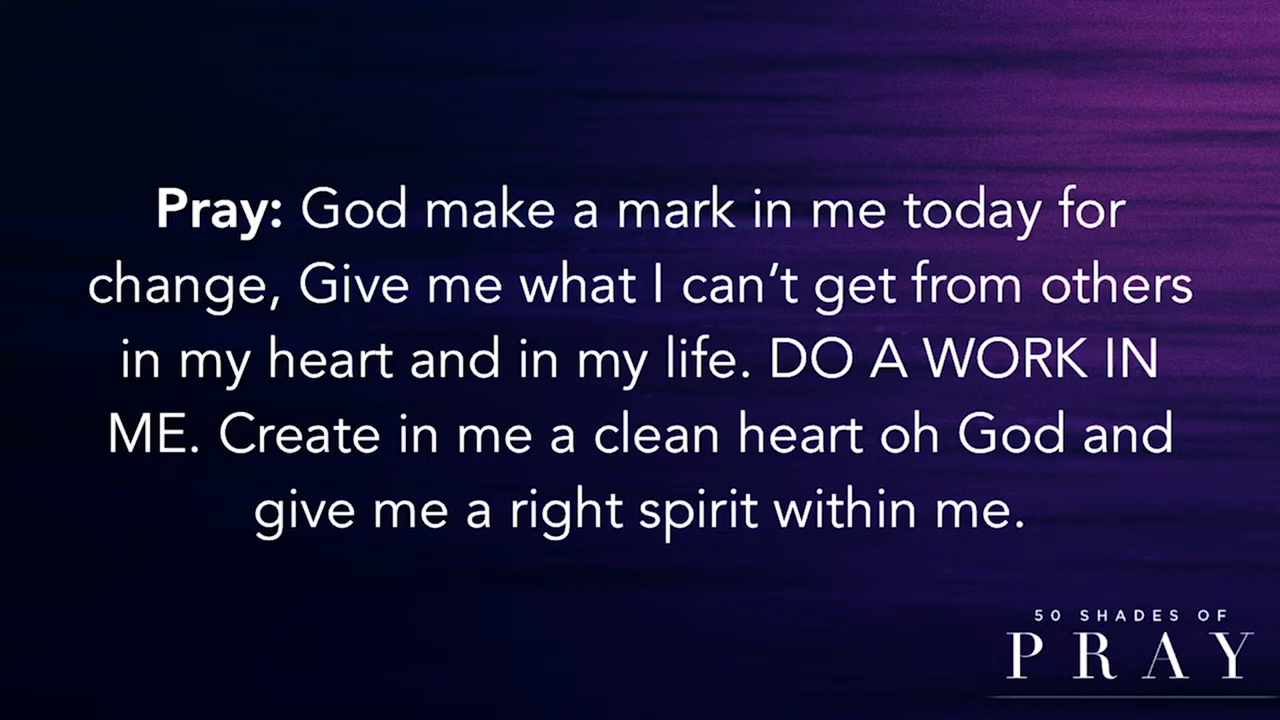 Pray: God make a mark in me today for
change, Give me what I can’t get from others
in my heart and in my life. DO A WORK IN
ME. Create in me a clean heart oh God and
give me a right spirit within me.
50 SHADES OF
PRAY